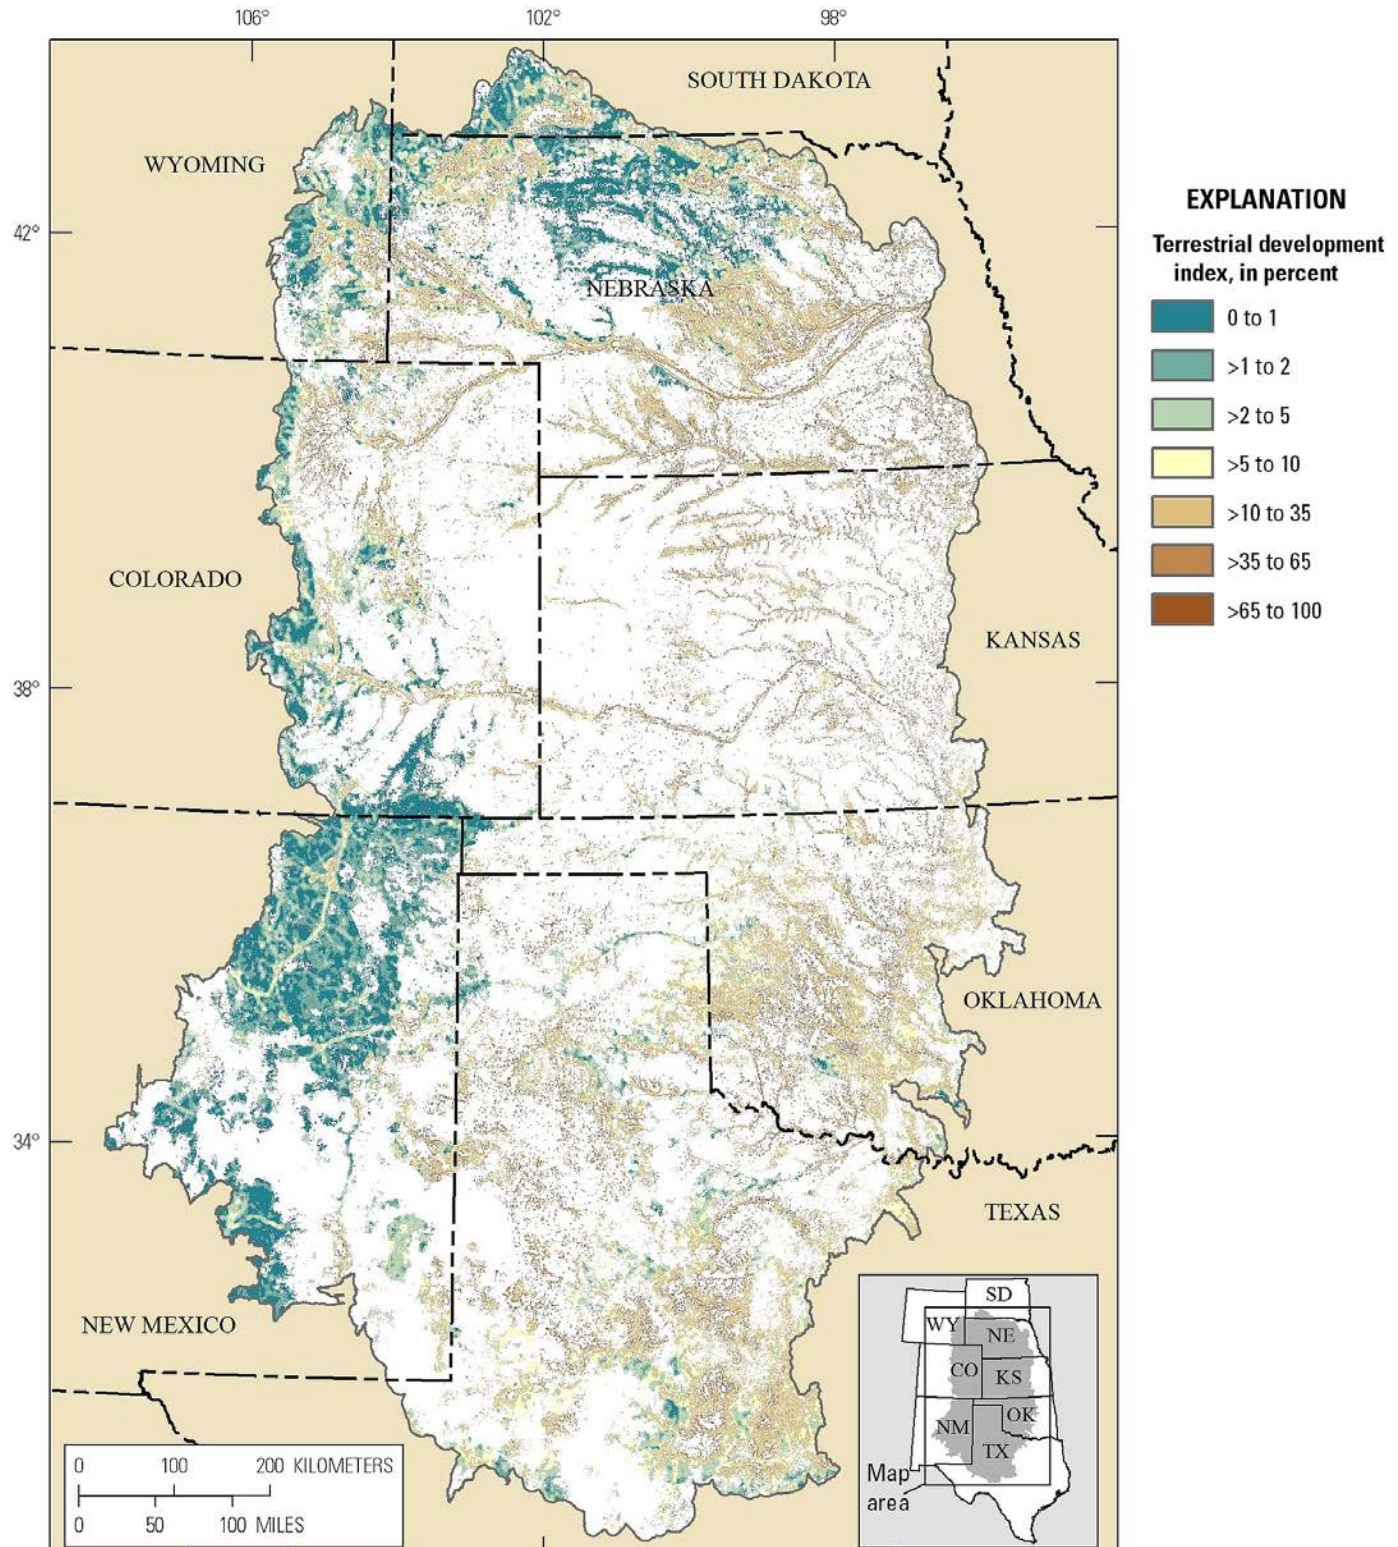 106°
102°
98°
SOUTH DAKOTA
WYOMING
42°
NEBRASKA
COLORADO
KANSAS
38°
OKLAHOMA
34°
TEXAS
NEW MEXICO
EXPLANATION
Terrestrial development
index, in percent
0 to 1
>1 to 2
>2 to 5
>5 to 10
>10 to 35
>35 to 65
>65 to 100
0 100 200 KILOMETERS
0 50 100 MILES
SD
WY
NE
CO
KS
NM
OK
TX
Map
area